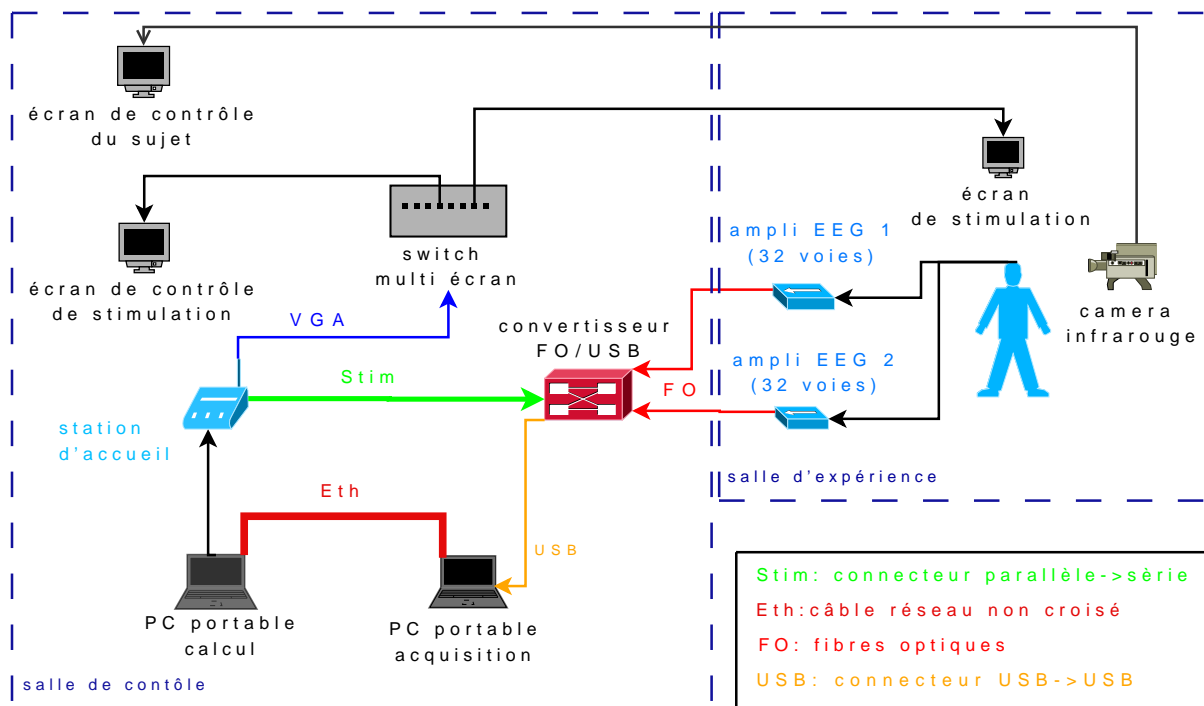 écran de contrôle
du sujet
écran
de stimulation
switch
multi écran
écran de contrôle
de stimulation
ampli EEG 1
(32 voies)
camera
infrarouge
VGA
convertisseur
FO/USB
Stim
ampli EEG 2
(32 voies)
FO
station
d'accueil
salle d'expérience
Eth
USB
PC portable
calcul
PC portable
acquisition
salle de contôle
Stim: connecteur parallèle->sèrie
Eth:câble réseau non croisé
FO: fibres optiques
USB: connecteur USB->USB